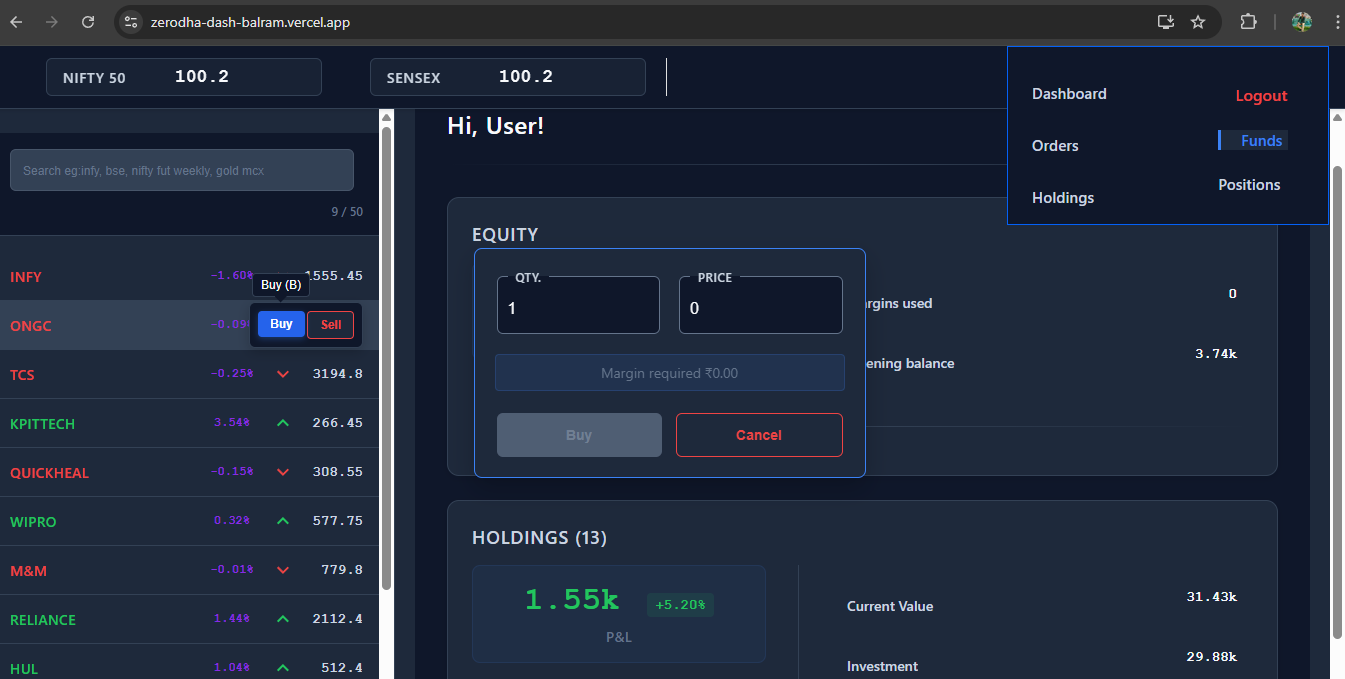 zerodha-dash-balram.vercel.app
NIFTY 50 100.2
SENSEX 100.2
Dashboard
Logout
Orders
Funds
Holdings
Positions
Search eg:infy, bse, nifty fut weekly, gold mcx
9 / 50
INFY -1.60% 1555.45
Buy (B)
ONGC -0.09
Buy
Sell
TCS -0.25% 3194.8
KPITTECH 3.54% 266.45
QUICKHEAL -0.15% 308.55
WIPRO 0.32% 577.75
M&M -0.01% 779.8
RELIANCE 1.44% 2112.4
HUL 1.04% 512.4
Hi, User!
EQUITY
QTY.
1
PRICE
0
Margin required ₹0.00
Buy
Cancel
rgins used 0
ening balance 3.74k
HOLDINGS (13)
1.55k +5.20%
P&L
Current Value 31.43k
Investment 29.88k